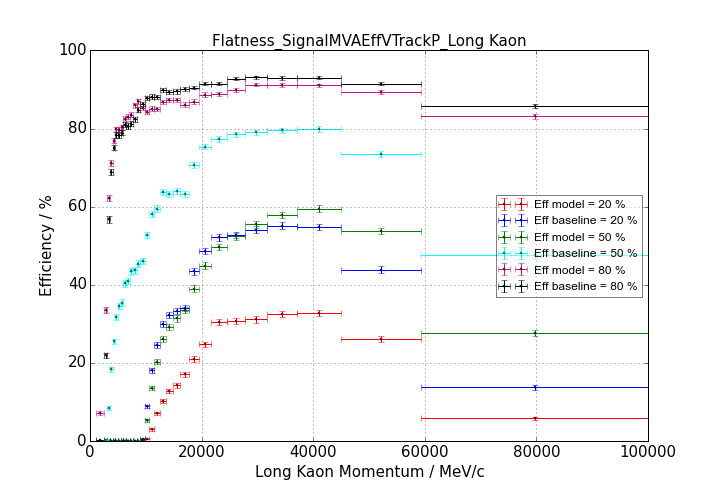 Flatness_SignalMVAEffVTrackP_Long Kaon
100
80
60
40
20
0
Efficiency / %
Eff model = 20 %
Eff baseline = 20 %
Eff model = 50 %
Eff baseline = 50 %
Eff model = 80 %
Eff baseline = 80 %
0 20000 40000 60000 80000 100000
Long Kaon Momentum / MeV/c